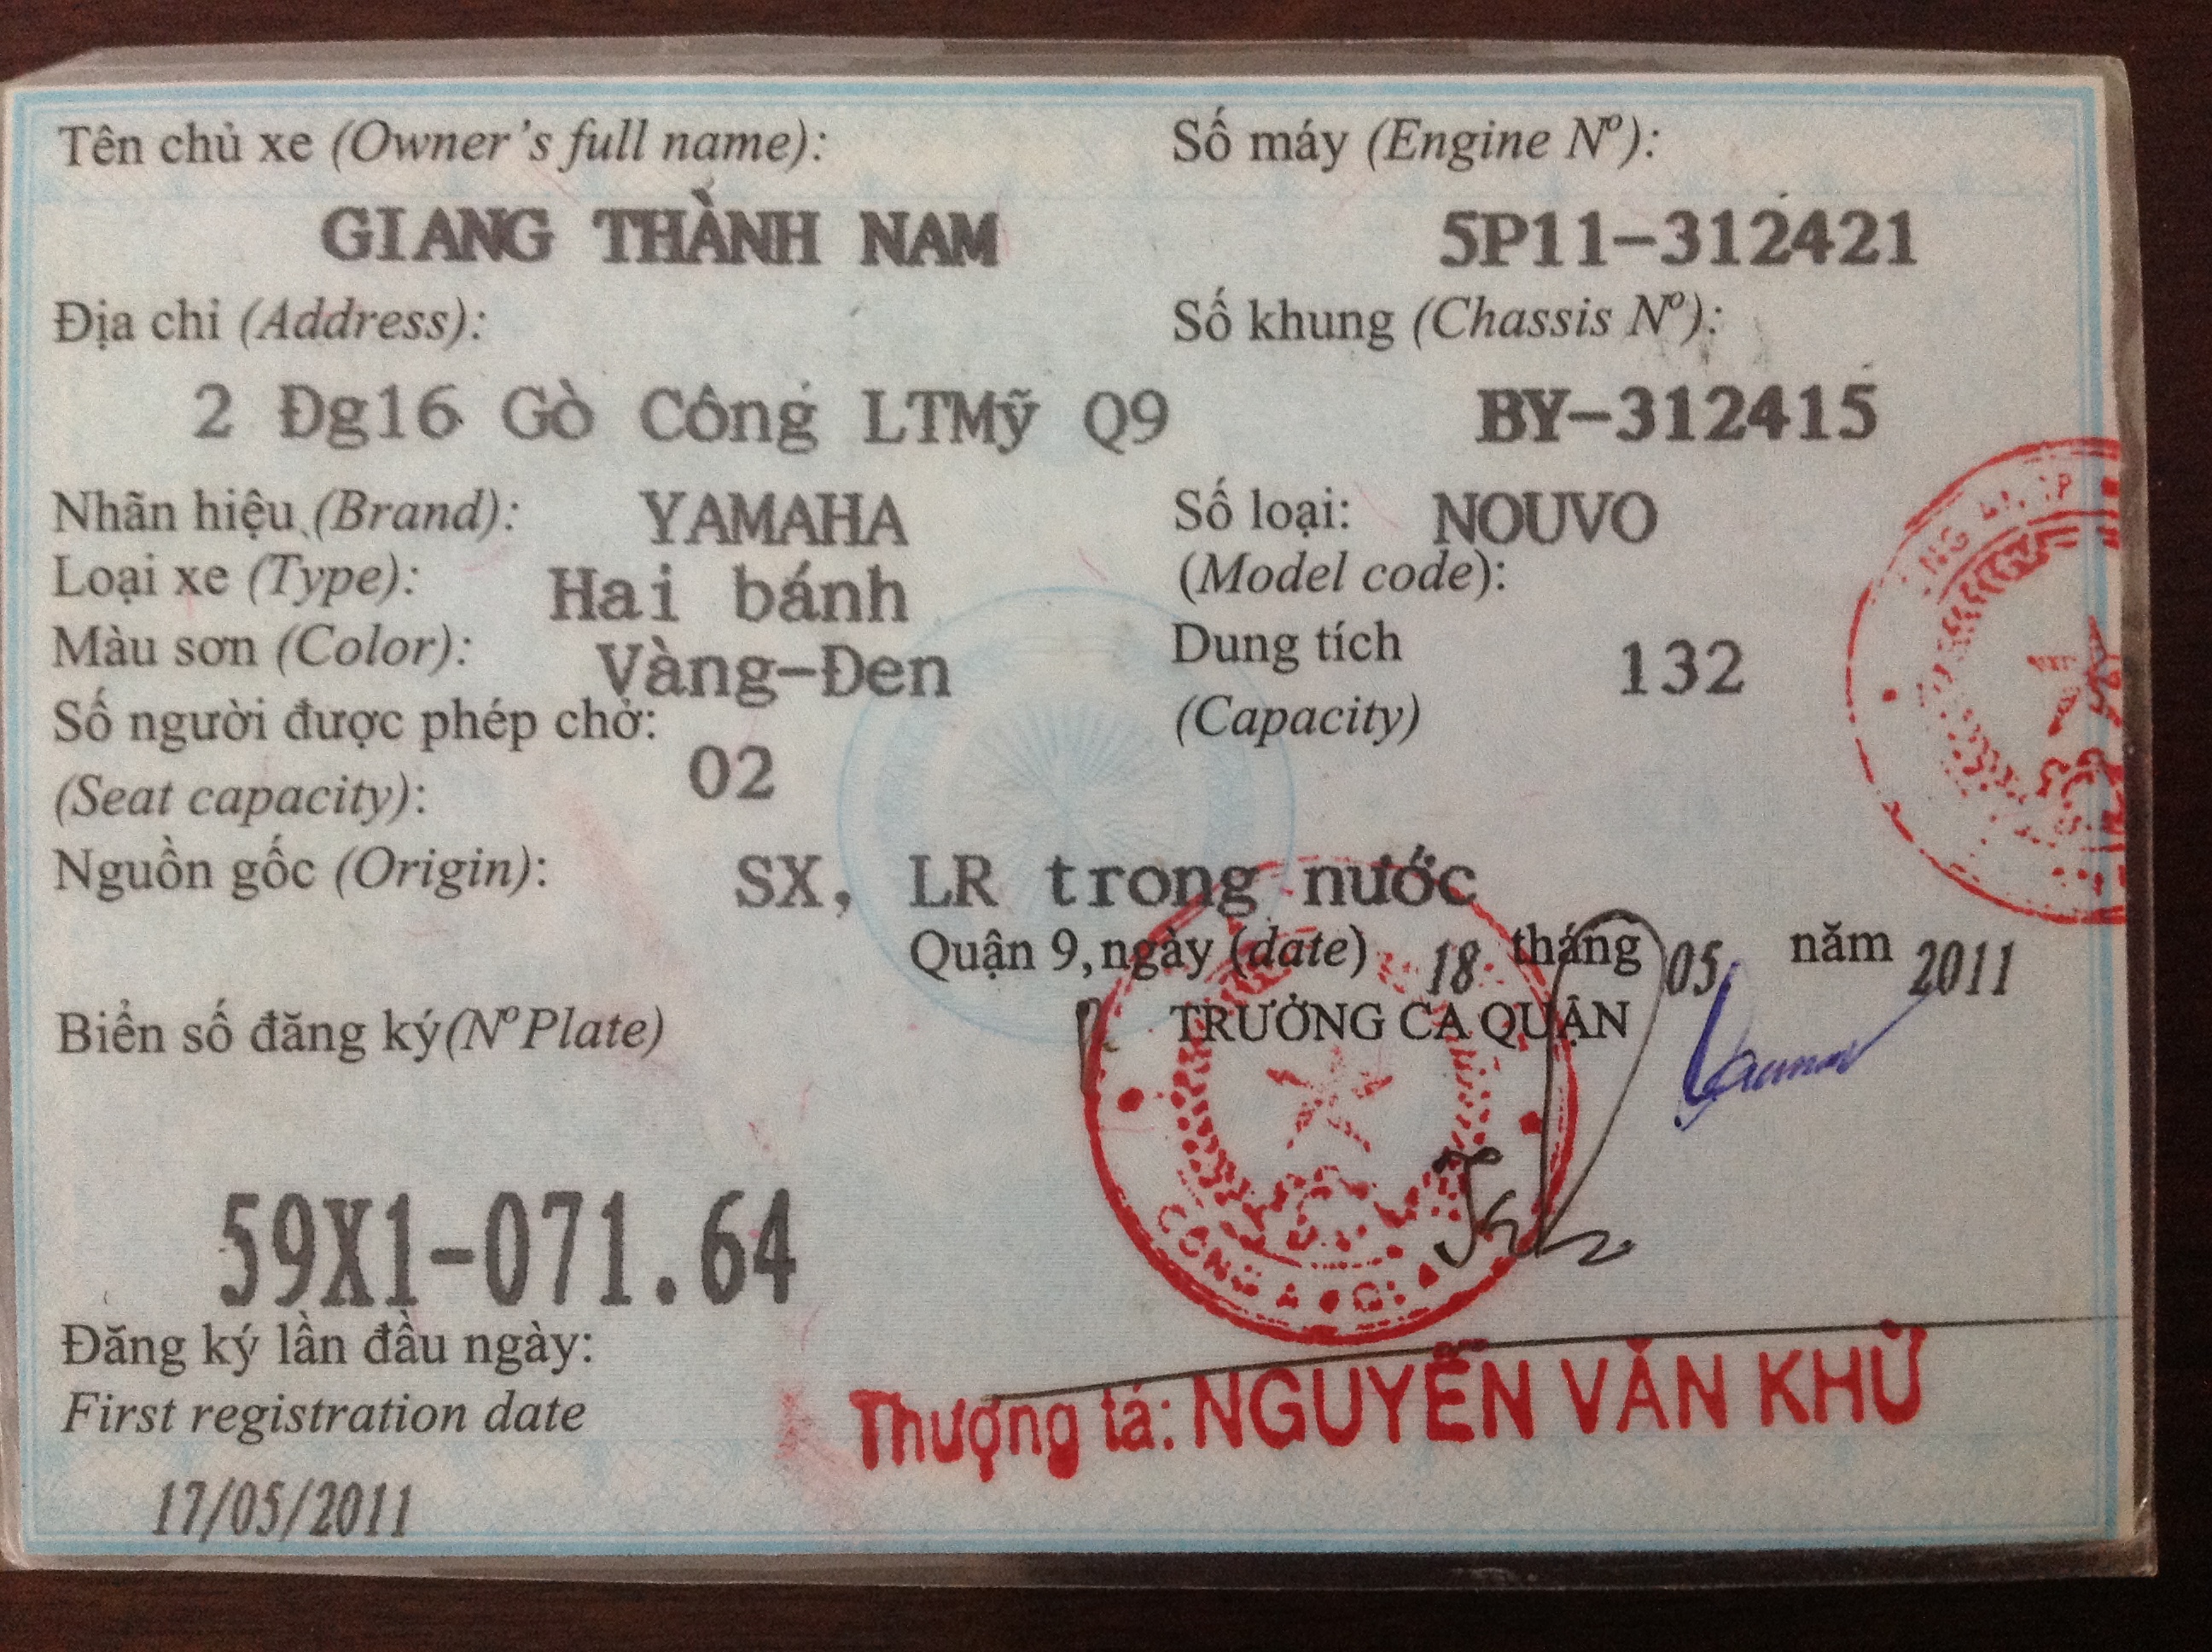 Tên chủ xe (Owner's full name):
GIANG THÀNH NAM
Số máy (Engine Nº):
5P11-312421
Địa chỉ (Address):
2 Đg16 Gò Công LTMỹ Q9
Số khung (Chassis Nº):
BY-312415
Nhãn hiệu (Brand): YAMAHA
Số loại: NOUVO
(Model code):
Loại xe (Type): Hai bánh
Màu sơn (Color): Vàng-Đen
Dung tích 132
(Capacity)
Số người được phép chở:
02
(Seat capacity):
Nguồn gốc (Origin): SX, LR trong nước
Quận 9, ngày (date) 18 tháng 05 năm 2011
TRƯỞNG CA QUẬN
Biển số đăng ký (Nº Plate)
59X1-071.64
CÔNG A
Thượng tá: NGUYỄN VĂN KHỬ
Đăng ký lần đầu ngày:
First registration date
17/05/2011